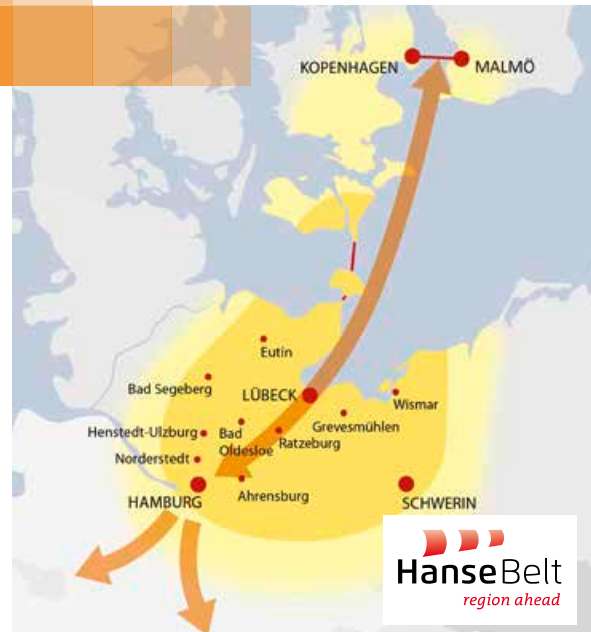 KOPENHAGEN
MALMÖ
Eutin
Bad Segeberg
LÜBECK
Wismar
Grevesmühlen
Henstedt-Ulzburg
Bad
Oldesloe
Ratzeburg
Norderstedt
Ahrensburg
HAMBURG
SCHWERIN
HanseBelt
region ahead